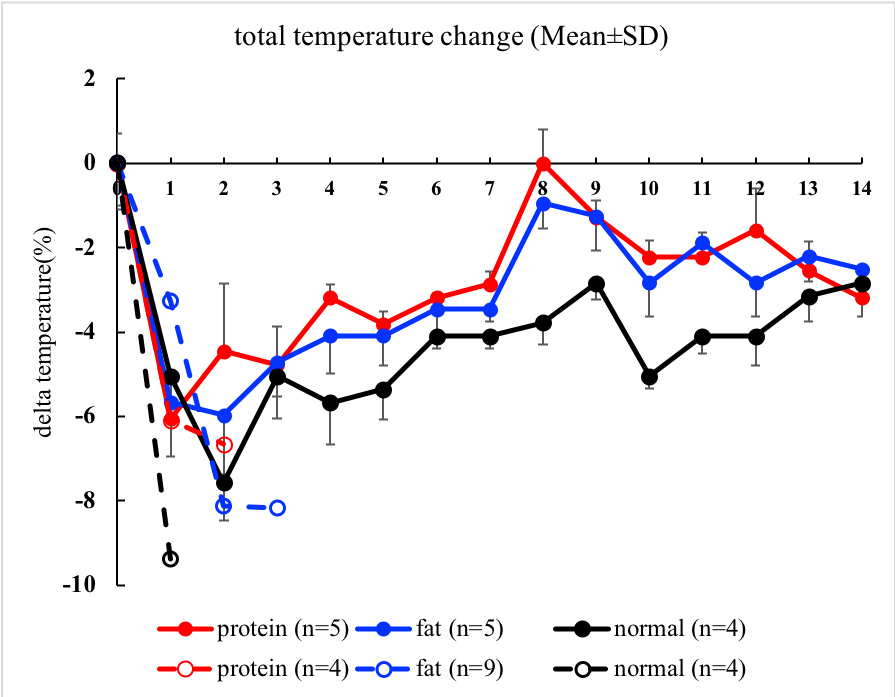 total temperature change (Mean±SD)
2
0
-2
-4
-6
-8
-10
delta temperature(%)
0 1 2 3 4 5 6 7 8 9 10 11 12 13 14
protein (n=5) fat (n=5) normal (n=4)
protein (n=4) fat (n=9) normal (n=4)